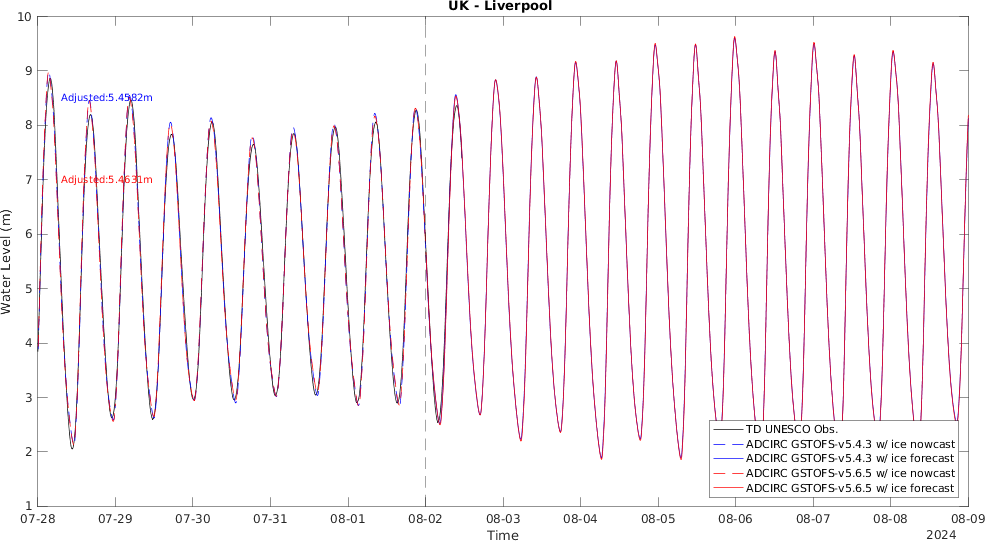 UK - Liverpool
10
9
8
7
6
5
4
3
2
1
Water Level (m)
Adjusted:5.4582m
Adjusted:5.4631m
TD UNESCO Obs.
ADCIRC GSTOFS-v5.4.3 w/ ice nowcast
ADCIRC GSTOFS-v5.4.3 w/ ice forecast
ADCIRC GSTOFS-v5.6.5 w/ ice nowcast
ADCIRC GSTOFS-v5.6.5 w/ ice forecast
07-28 07-29 07-30 07-31 08-01 08-02 08-03 08-04 08-05 08-06 08-07 08-08 08-09
Time
2024